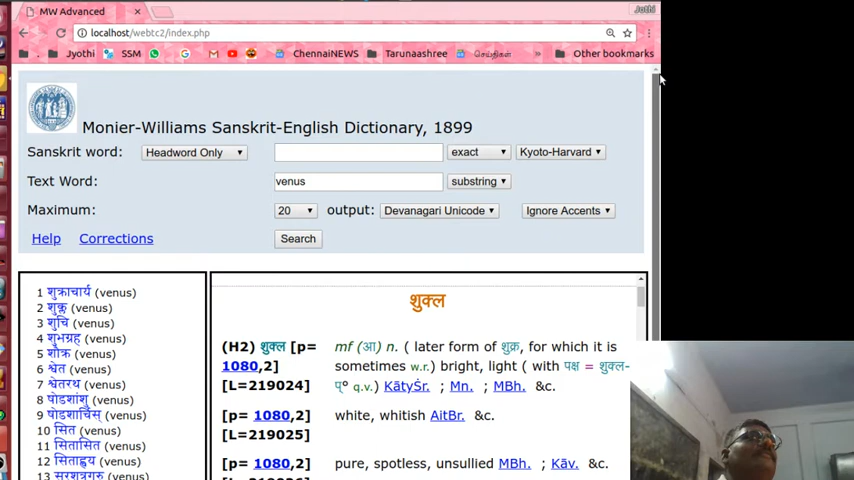 MW Advanced
Jothi
localhost/webtc2/index.php
. Jyothi SSM ChennaiNEWS Tarunaashree செய்திகள் » Other bookmarks
Monier-Williams Sanskrit-English Dictionary, 1899
Sanskrit word: Headword Only exact Kyoto-Harvard
Text Word: venus substring
Maximum: 20 output: Devanagari Unicode Ignore Accents
Help Corrections Search
1 शुक्राचार्य (venus)
2 शुक्ल (venus)
3 शुचि (venus)
4 शुभग्रह (venus)
5 शौक्र (venus)
6 श्वेत (venus)
7 श्वेतरथ (venus)
8 षोडशांशु (venus)
9 षोडशार्चिस् (venus)
10 सित (venus)
11 सितासित (venus)
12 सिताह्वय (venus)
13 (venus)
शुक्ल
(H2) शुक्ल [p= mf (आ) n. ( later form of शुक्र, for which it is
1080,2] sometimes w.r.) bright, light ( with पक्ष = शुक्ल-
[L=219024] प्° q.v.) KātyŚr. ; Mn. ; MBh. &c.
[p= 1080,2] white, whitish AitBr. &c.
[L=219025]
[p= 1080,2] pure, spotless, unsullied MBh. ; Kāv. &c.